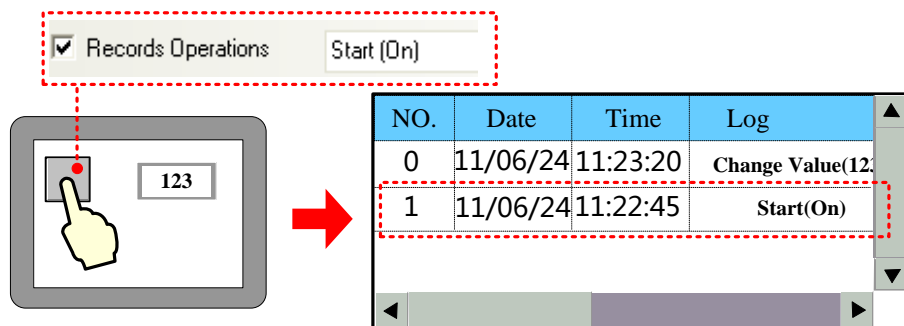 Records Operations Start (On)
123
NO. Date Time Log
0 11/06/24 11:23:20 Change Value(123
1 11/06/24 11:22:45 Start(On)